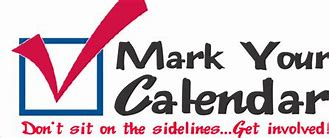 Mark Your
Calendar
Don't sit on the sidelines...Get involved!